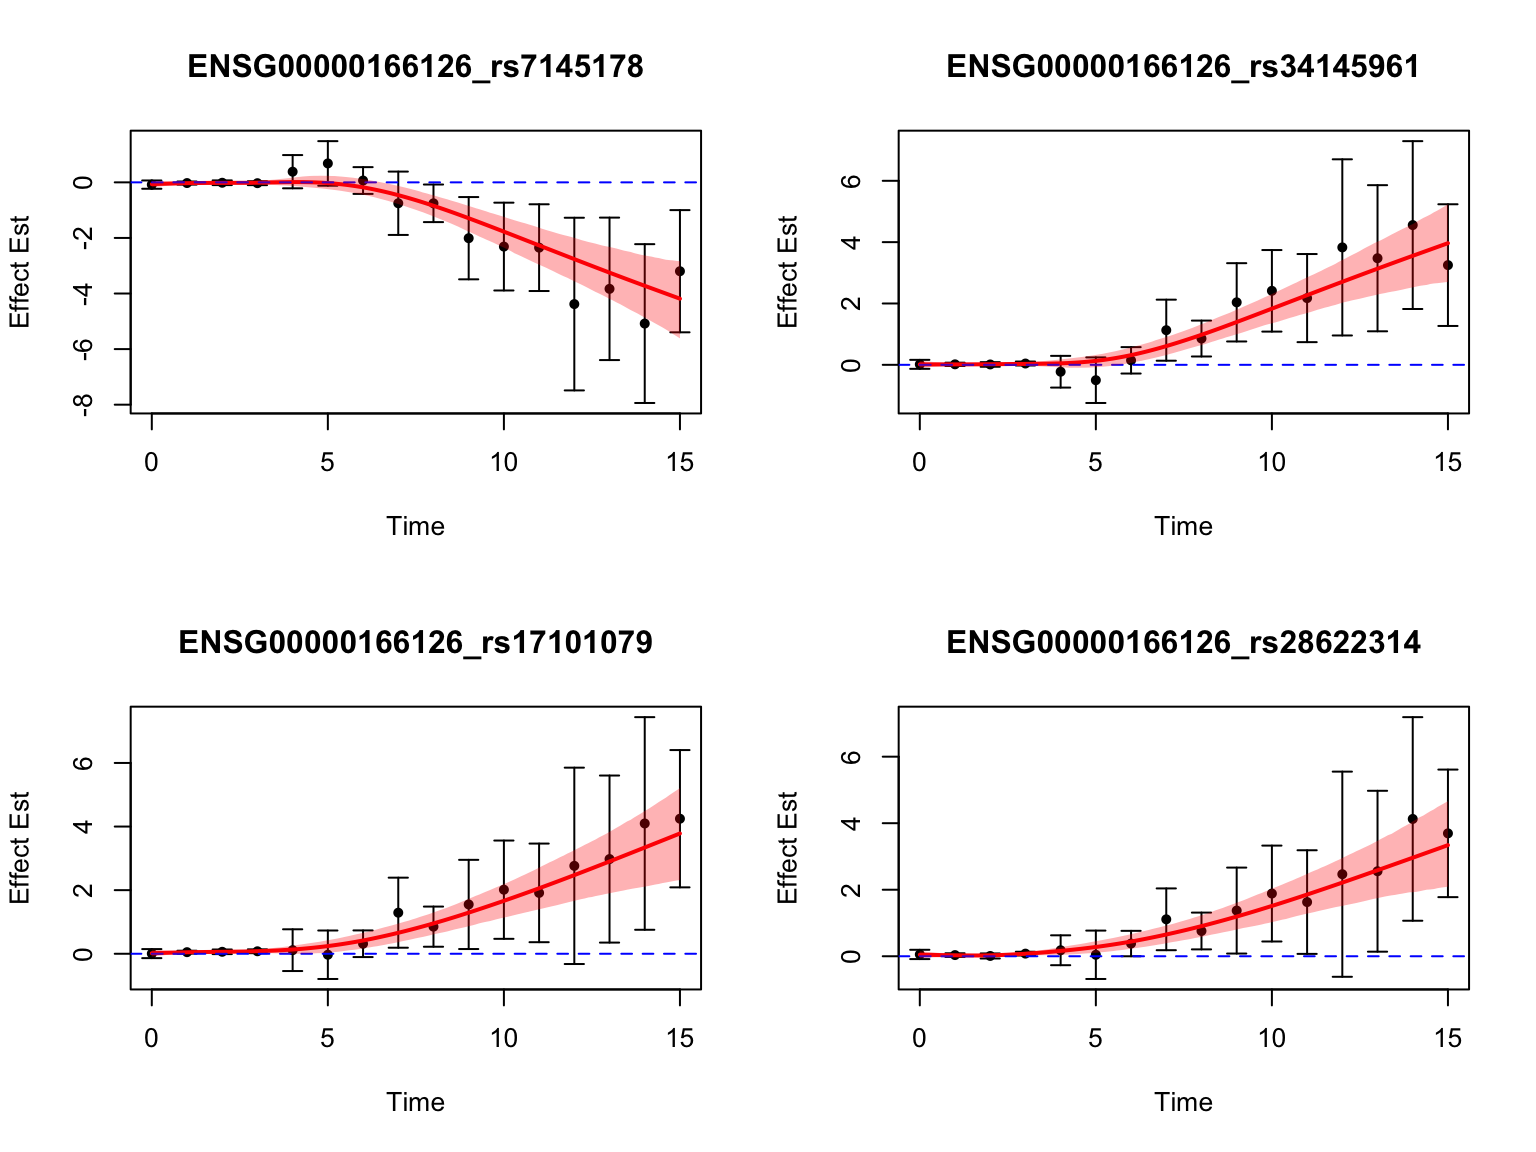 ENSG00000166126_rs7145178
Effect Est
0
-2
-4
-6
-8
0 5 10 15
Time
ENSG00000166126_rs34145961
Effect Est
6
4
2
0
0 5 10 15
Time
ENSG00000166126_rs17101079
Effect Est
6
4
2
0
0 5 10 15
Time
ENSG00000166126_rs28622314
Effect Est
6
4
2
0
0 5 10 15
Time